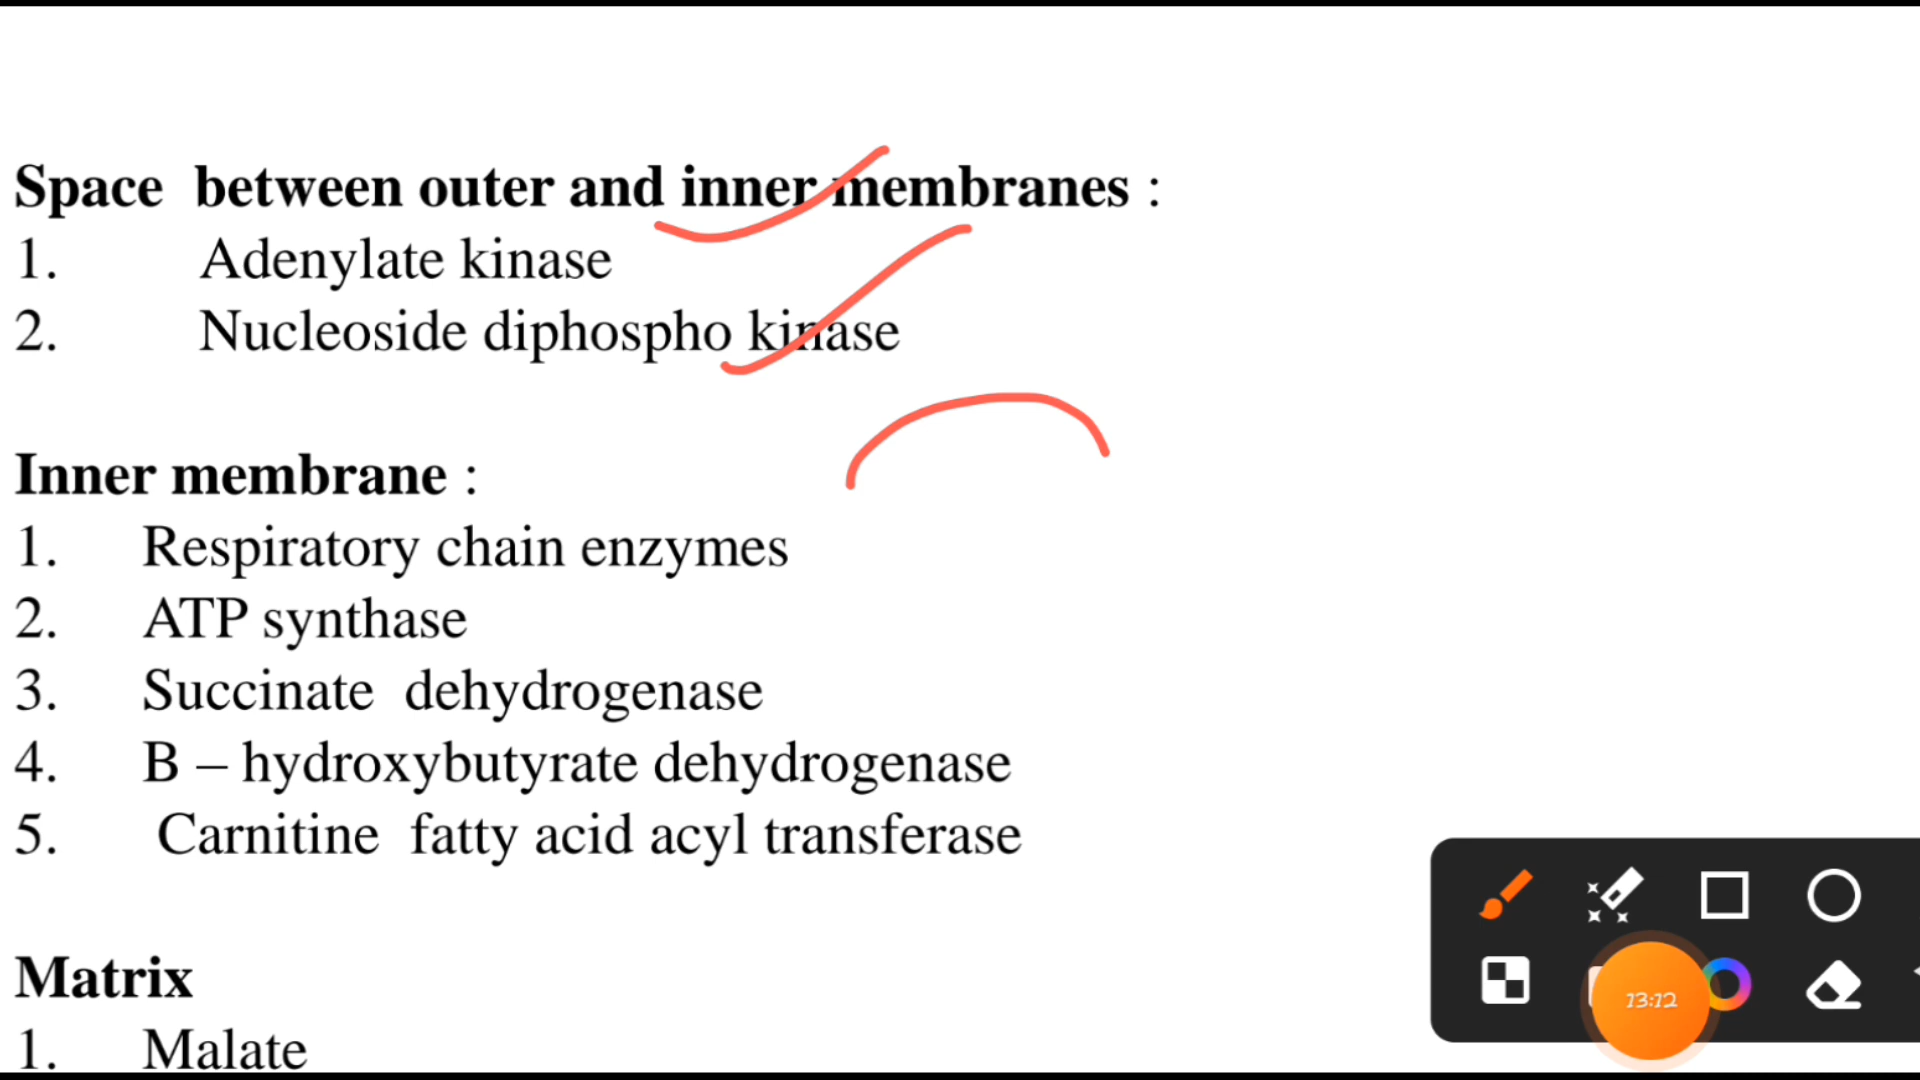 Space between outer and inner membranes :
1. Adenylate kinase
2. Nucleoside diphospho kinase
Inner membrane :
1. Respiratory chain enzymes
2. ATP synthase
3. Succinate dehydrogenase
4. B – hydroxybutyrate dehydrogenase
5. Carnitine fatty acid acyl transferase
Matrix
1. Malate
13:12